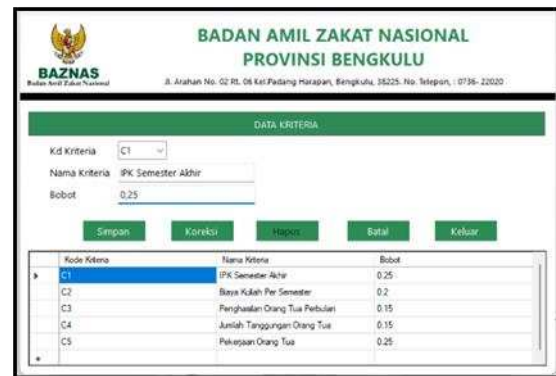 BADAN AMIL ZAKAT NASIONAL
PROVINSI BENGKULU
BAZNAS
Badan Amil Zakat Nasional
Jl. Arahan No. 02 Rt. 06 Kel.Padang Harapan, Bengkulu, 38225. No. Telepon, : 0736- 22020
DATA KRITERIA
Kd Kriteria C1
Nama Kriteria IPK Semester Akhir
Bobot 0,25
Simpan Koreksi Hapus Batal Keluar
Kode Kriteria Nama Kriteria Bobot
C1 IPK Semester Akhir 0.25
C2 Biaya Kuliah Per Semester 0.2
C3 Penghasilan Orang Tua Perbulan 0.15
C4 Jumlah Tanggungan Orang Tua 0.15
C5 Pekerjaan Orang Tua 0.25